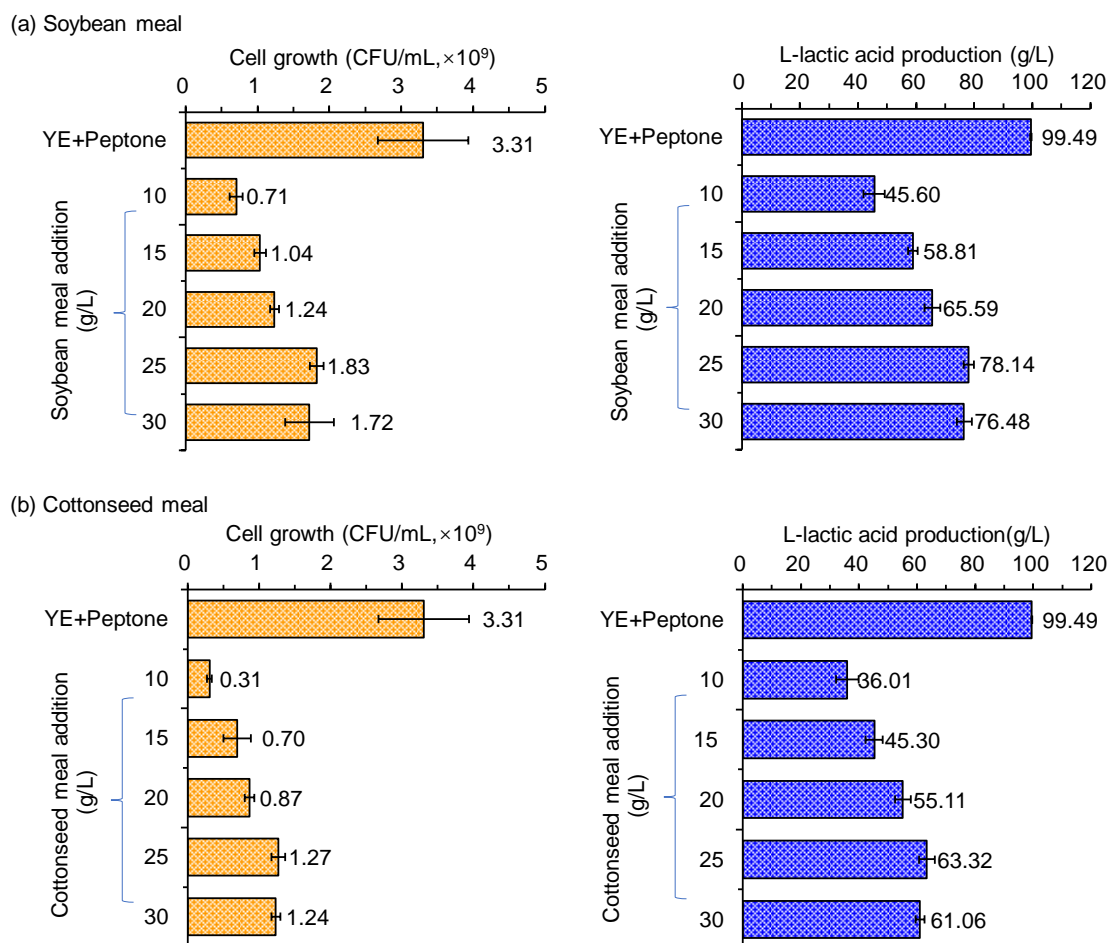 (a) Soybean meal
Cell growth (CFU/mL,×10⁹)
0 1 2 3 4 5
YE+Peptone 3.31
10 0.71
15 1.04
20 1.24
25 1.83
30 1.72
Soybean meal addition
(g/L)
L-lactic acid production (g/L)
0 20 40 60 80 100 120
YE+Peptone 99.49
10 45.60
15 58.81
20 65.59
25 78.14
30 76.48
Soybean meal addition
(g/L)
(b) Cottonseed meal
Cell growth (CFU/mL,×10⁹)
0 1 2 3 4 5
YE+Peptone 3.31
10 0.31
15 0.70
20 0.87
25 1.27
30 1.24
Cottonseed meal addition
(g/L)
L-lactic acid production(g/L)
0 20 40 60 80 100 120
YE+Peptone 99.49
10 36.01
15 45.30
20 55.11
25 63.32
30 61.06
Cottonseed meal addition
(g/L)